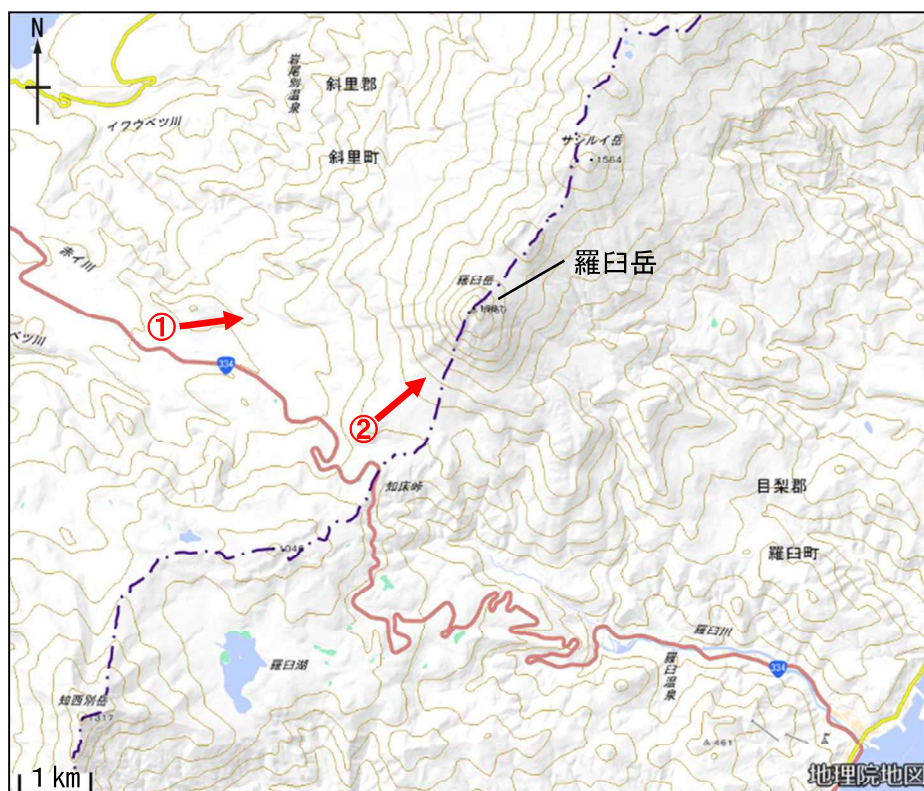 N
岩尾別温泉
斜里郡
イワウベツ川
斜里町
サシルイ岳
1564
赤イ川
羅臼岳
羅臼岳
①
ベツ川
334
②
知床峠
目梨郡
羅臼町
1046
羅臼川
羅臼湖
羅臼温泉
334
知西別岳
1317
461
1km
地理院地図